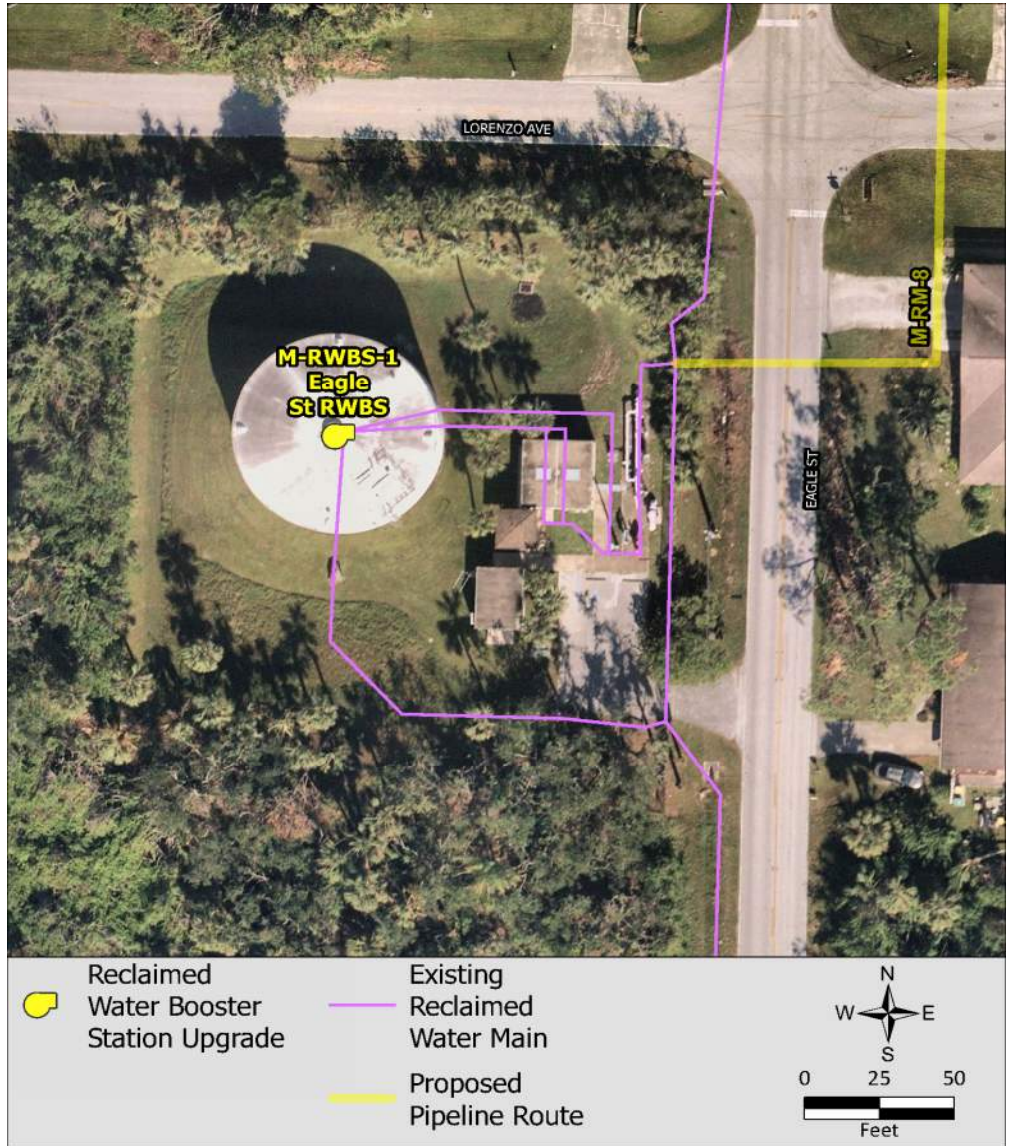 LORENZO AVE
M-RM-8
M-RWBS-1
Eagle
St RWBS
EAGLE ST
Reclaimed
Water Booster
Station Upgrade
Existing
Reclaimed
Water Main
Proposed
Pipeline Route
N
W E
S
0 25 50
Feet